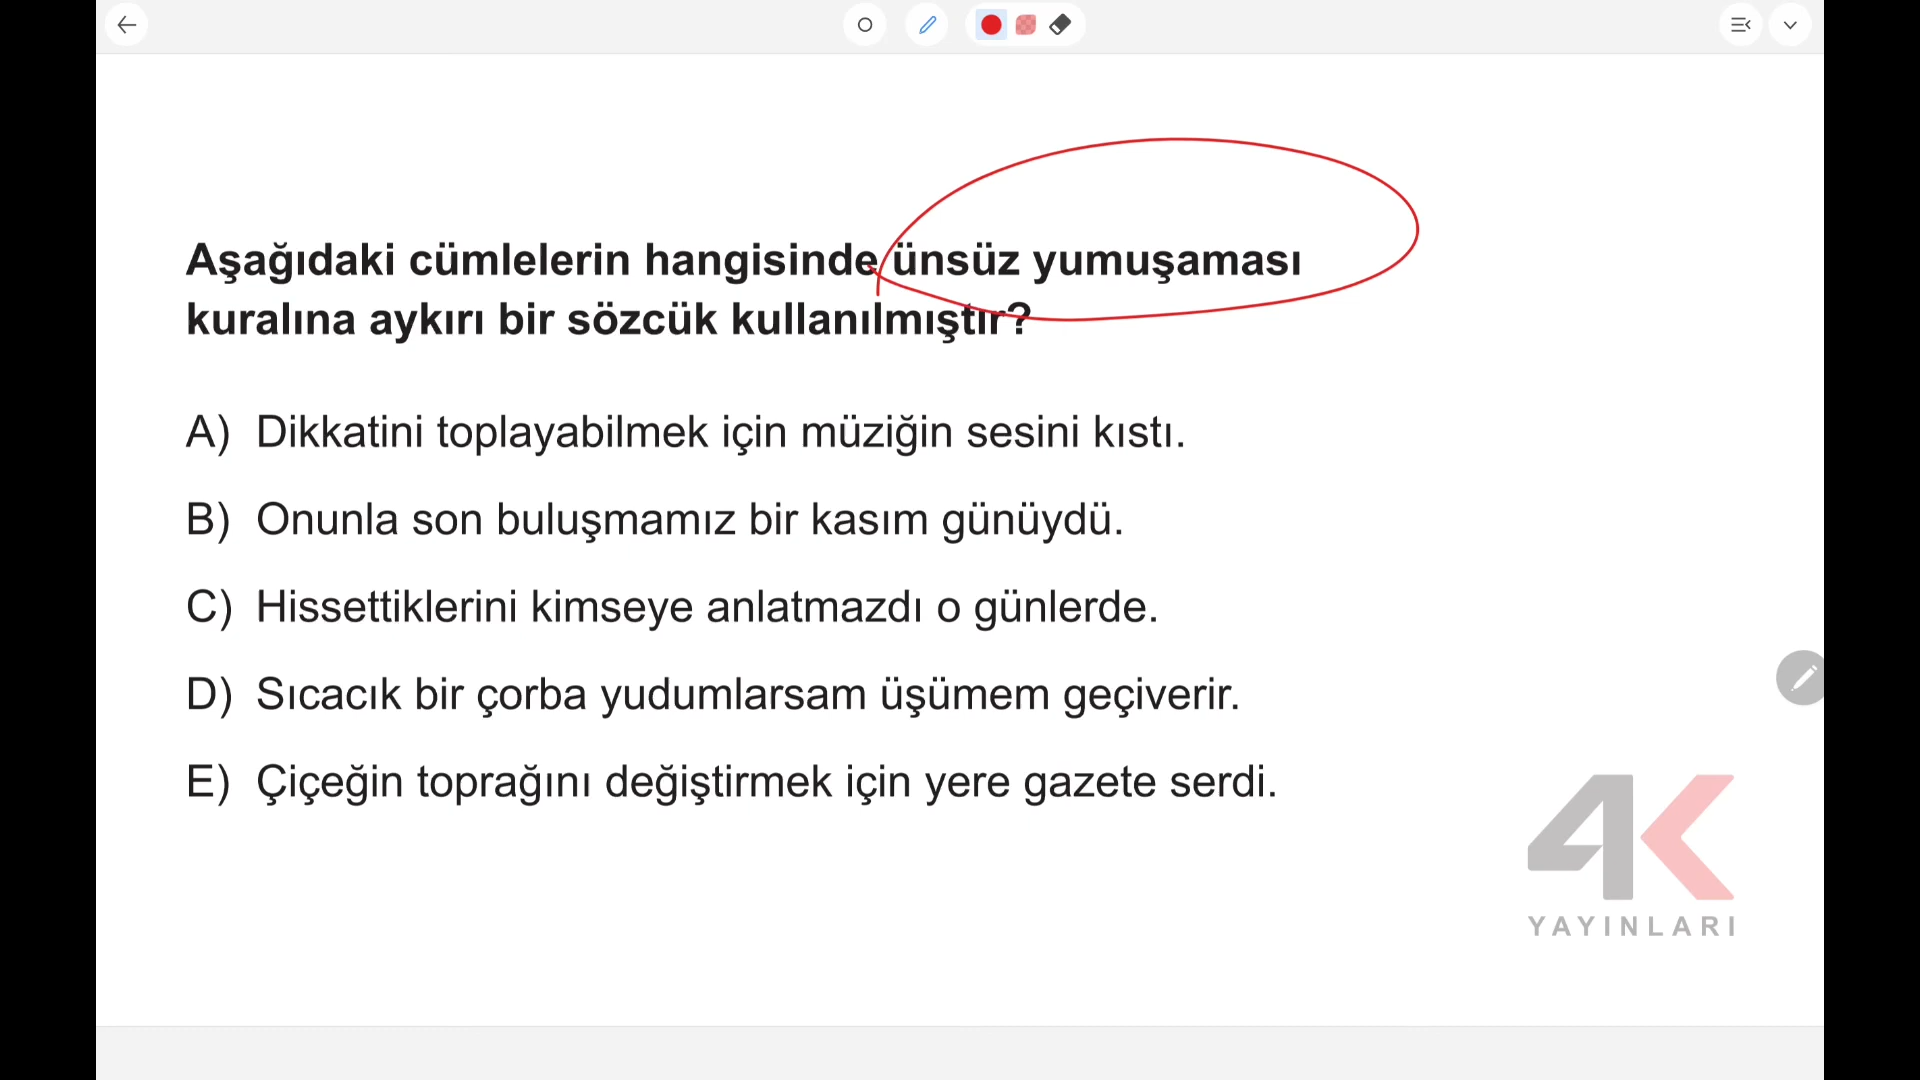 Aşağıdaki cümlelerin hangisinde ünsüz yumuşaması
kuralına aykırı bir sözcük kullanılmıştır?
A) Dikkatini toplayabilmek için müziğin sesini kıstı.
B) Onunla son buluşmamız bir kasım günüydü.
C) Hissettiklerini kimseye anlatmazdı o günlerde.
D) Sıcacık bir çorba yudumlarsam üşümem geçiverir.
E) Çiçeğin toprağını değiştirmek için yere gazete serdi.
4K
YAYINLARI